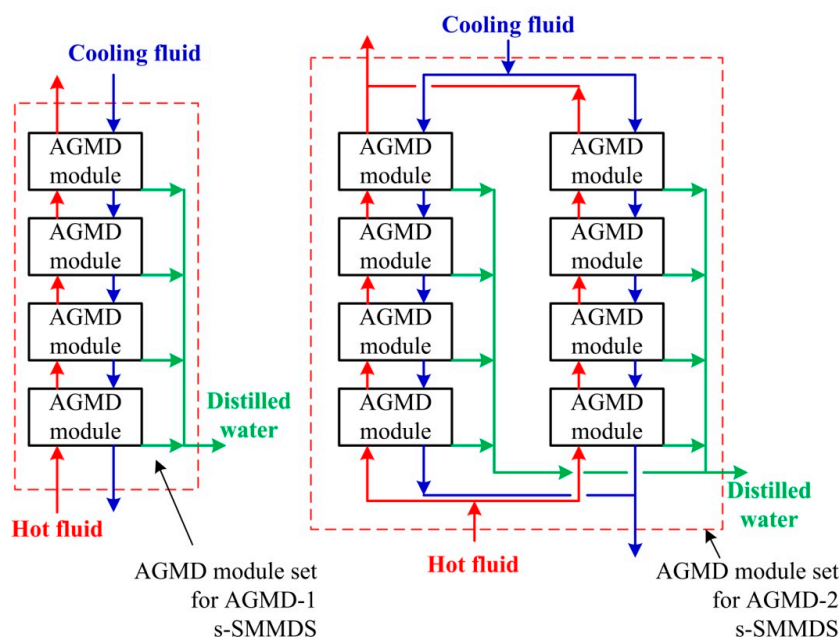 Cooling fluid
AGMD
module
AGMD
module
AGMD
module
AGMD
module
Distilled
water
Hot fluid
AGMD module set
for AGMD-1
s-SMMDS
Cooling fluid
AGMD
module
AGMD
module
AGMD
module
AGMD
module
AGMD
module
AGMD
module
AGMD
module
AGMD
module
Distilled
water
Hot fluid
AGMD module set
for AGMD-2
s-SMMDS